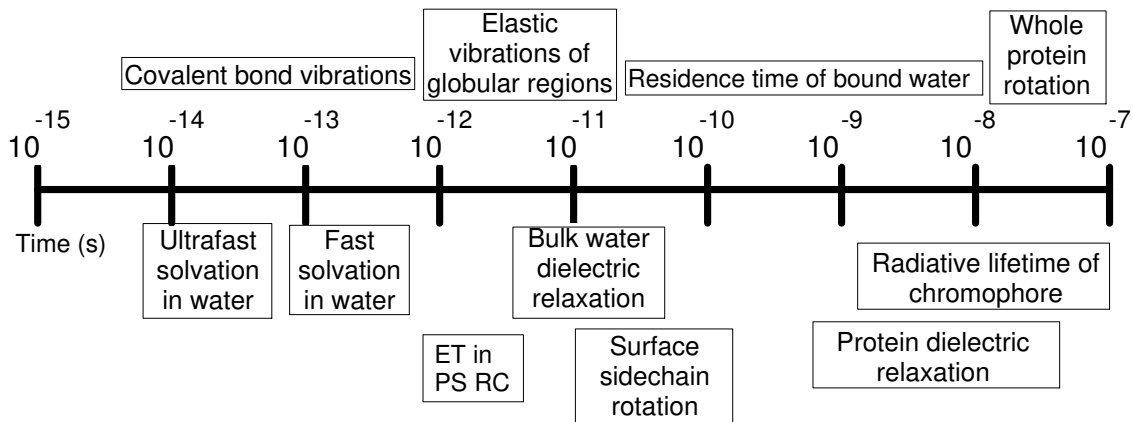 Elastic
vibrations of
globular regions
Whole
protein
rotation
Covalent bond vibrations
Residence time of bound water
10 -15
10 -14
10 -13
10 -12
10 -11
10 -10
10 -9
10 -8
10 -7
Time (s)
Ultrafast
solvation
in water
Fast
solvation
in water
Bulk water
dielectric
relaxation
Radiative lifetime of
chromophore
ET in
PS RC
Surface
sidechain
rotation
Protein dielectric
relaxation